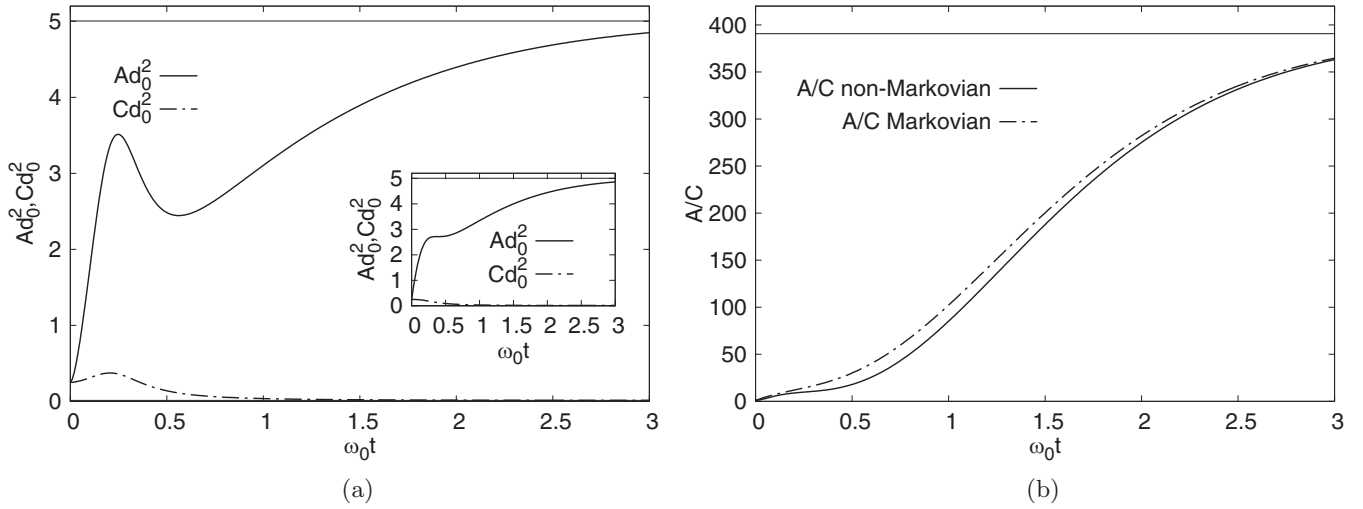 5
4
3
2
1
0
Ad₀²,Cd₀²
Ad₀²
Cd₀²
0 0.5 1 1.5 2 2.5 3
ω₀t
5
4
3
2
1
0
Ad₀²,Cd₀²
Ad₀²
Cd₀²
0 0.5 1 1.5 2 2.5 3
ω₀t
(a)
400
350
300
250
200
150
100
50
0
A/C
A/C non-Markovian
A/C Markovian
0 0.5 1 1.5 2 2.5 3
ω₀t
(b)